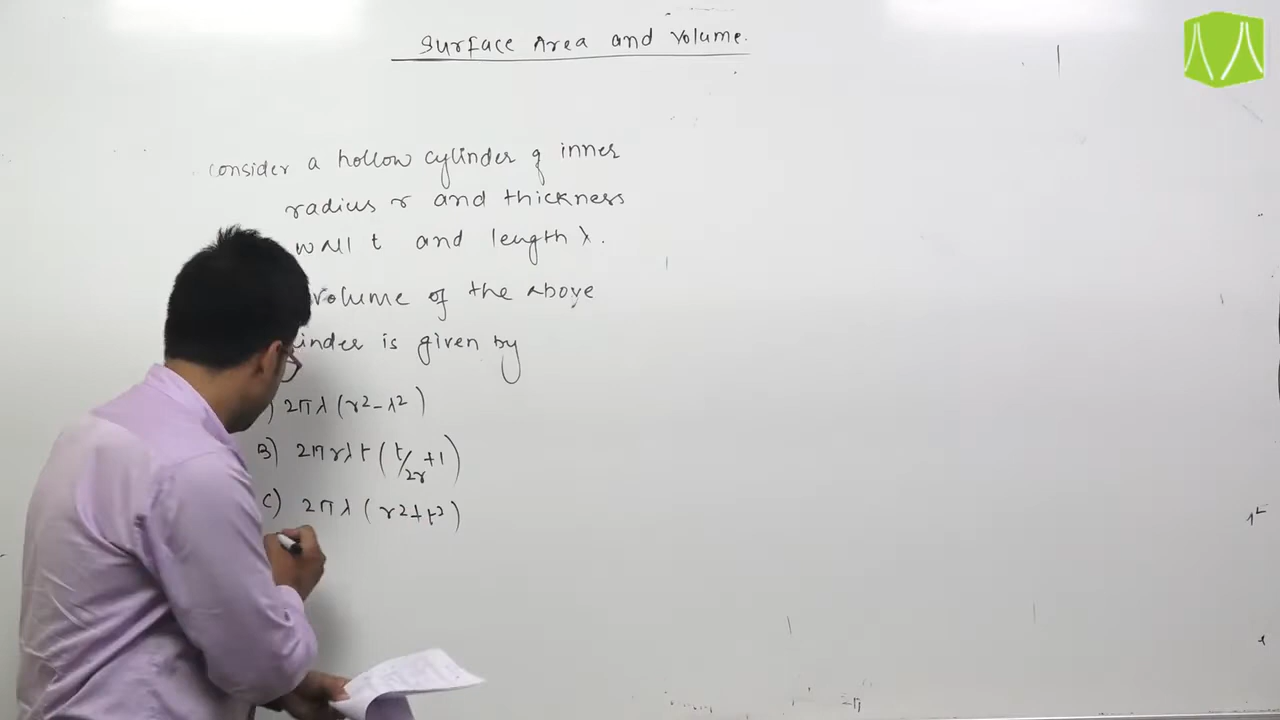 Surface Area and Volume.
consider a hollow cylinder of inner
radius r and thickness
wall t and length λ.
volume of the above
inder is given by
) 2πλ (r²-λ²)
B) 2πrλt (t/2r +1)
C) 2πλ (r²+t²)